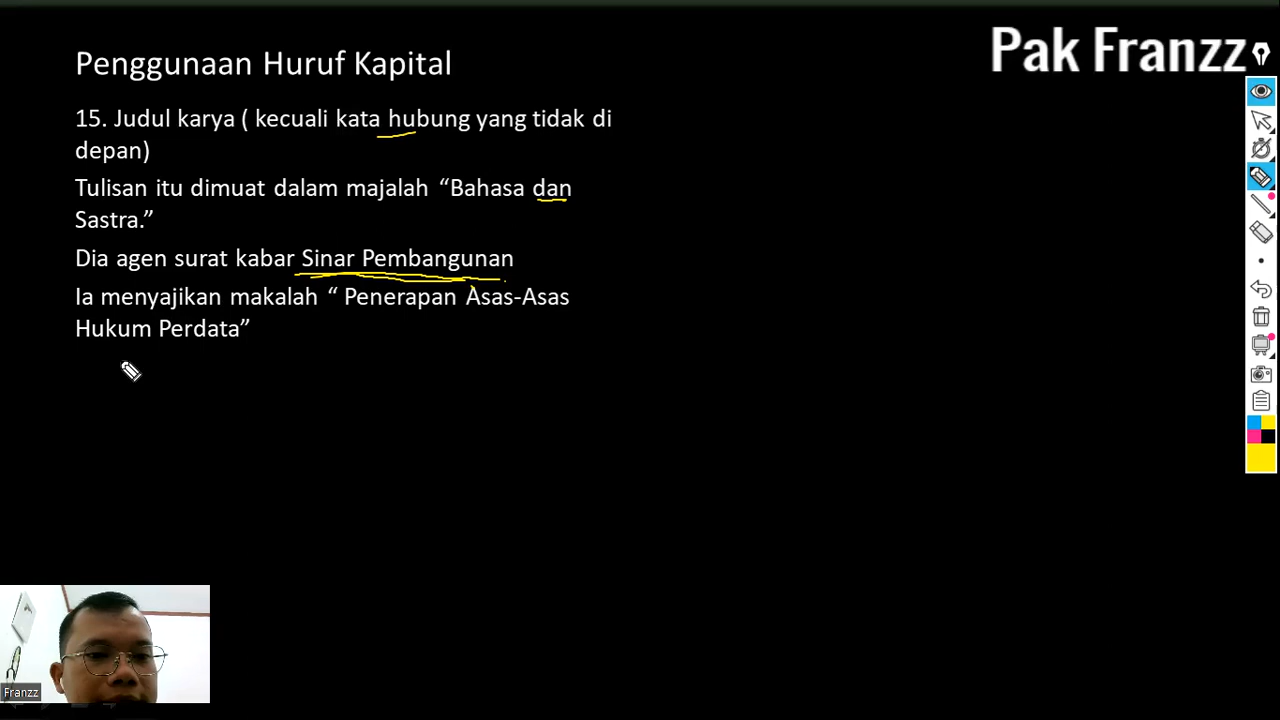 Pak Franzz
Penggunaan Huruf Kapital
15. Judul karya ( kecuali kata hubung yang tidak di
depan)
Tulisan itu dimuat dalam majalah “Bahasa dan
Sastra.”
Dia agen surat kabar Sinar Pembangunan
Ia menyajikan makalah “ Penerapan Asas-Asas
Hukum Perdata”
Franzz